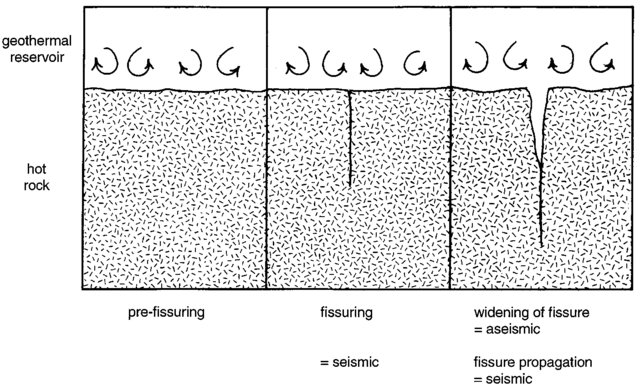 geothermal
reservoir
hot
rock
pre-fissuring
fissuring
widening of fissure
= aseismic
= seismic
fissure propagation
= seismic